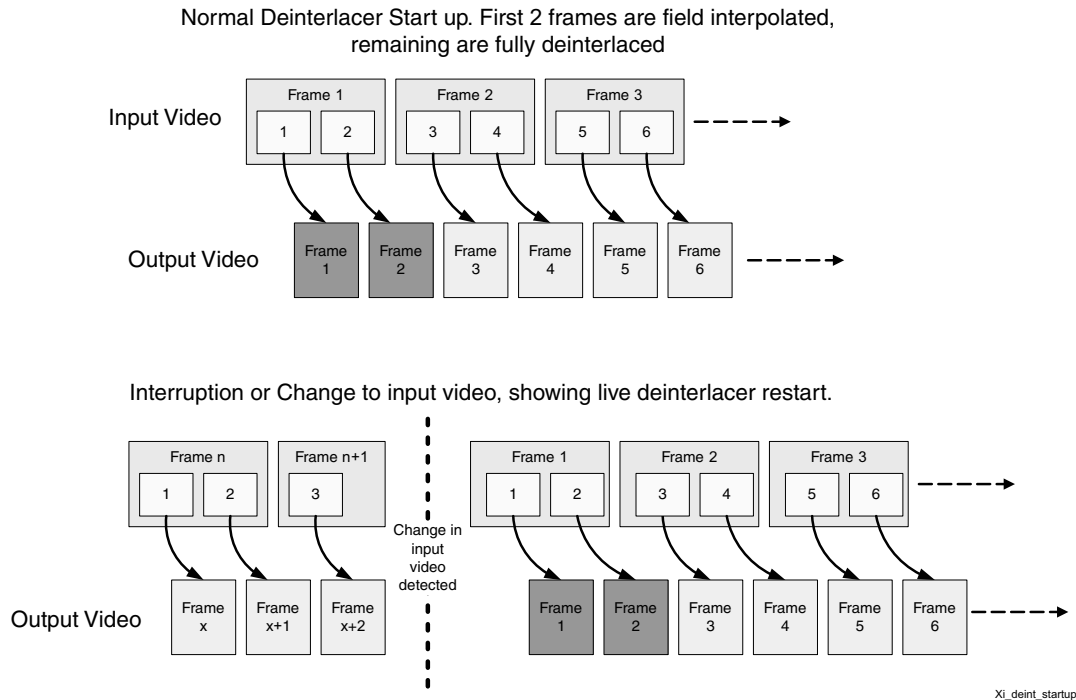 Normal Deinterlacer Start up. First 2 frames are field interpolated,
remaining are fully deinterlaced
Input Video
Frame 1
Frame 2
Frame 3
1
2
3
4
5
6
Output Video
Frame
1
Frame
2
Frame
3
Frame
4
Frame
5
Frame
6
Interruption or Change to input video, showing live deinterlacer restart.
Frame n
Frame n+1
1
2
3
Change in
input
video
detected
Frame 1
Frame 2
Frame 3
1
2
3
4
5
6
Output Video
Frame
x
Frame
x+1
Frame
x+2
Frame
1
Frame
2
Frame
3
Frame
4
Frame
5
Frame
6
Xi_deint_startup